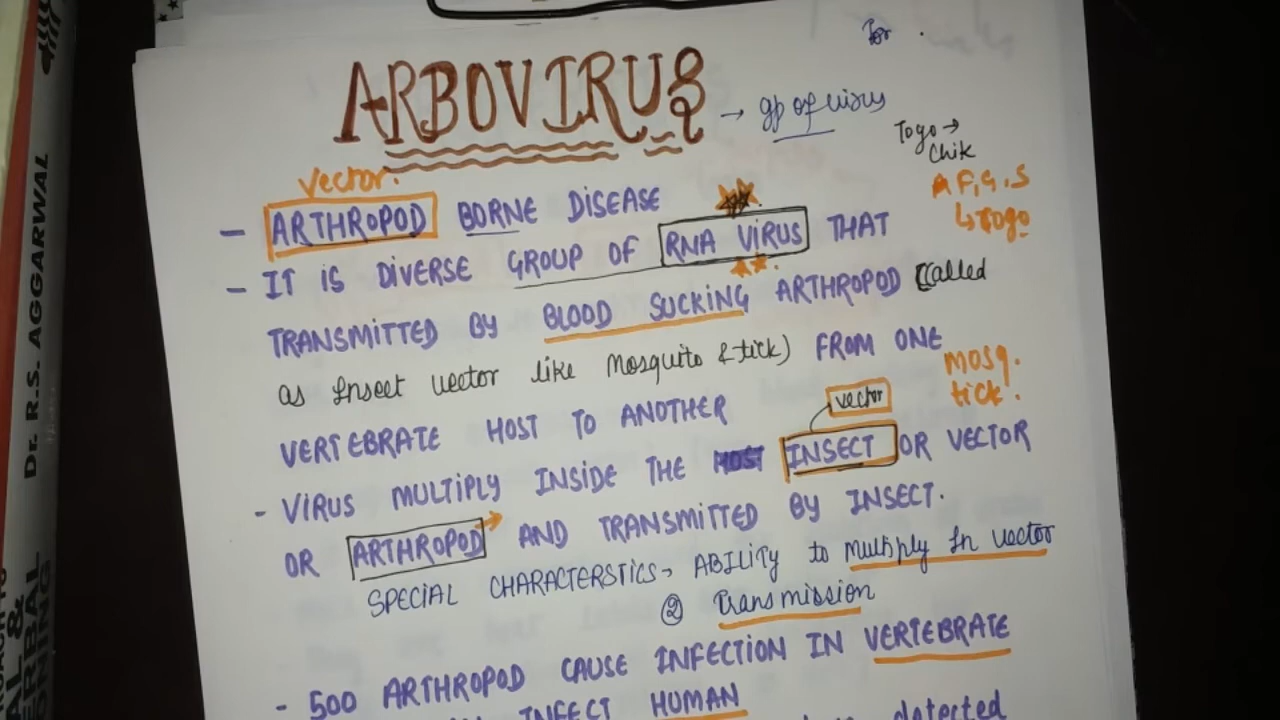 For .
ARBOVIRUS → gp of virus
Togo →
Chik
A F, G, S
↳ Togo
Vector.
- ARTHROPOD BORNE DISEASE
- IT IS DIVERSE GROUP OF RNA VIRUS THAT
TRANSMITTED BY BLOOD SUCKING ARTHROPOD (Called
as Insect vector like Mosquito & tick) FROM ONE
mosq.
tick.
VERTEBRATE HOST TO ANOTHER
vector
- VIRUS MULTIPLY INSIDE THE HOST INSECT OR VECTOR
OR ARTHROPOD → AND TRANSMITTED BY INSECT.
SPECIAL CHARACTERSTICS → ABILITY to Multiply In vector
② Transmission
- 500 ARTHROPOD CAUSE INFECTION IN VERTEBRATE
INFECT HUMAN
detected
Dr. R.S. AGGARWAL